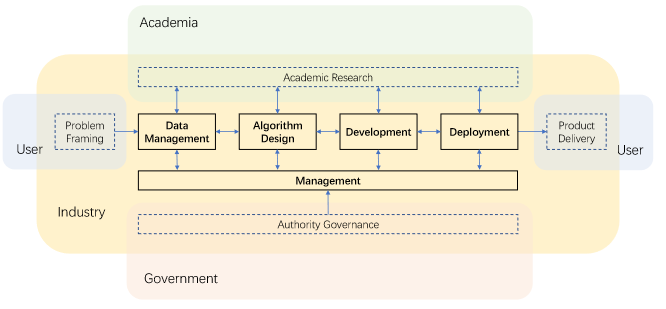 Academia
Academic Research
Problem
Framing
Data
Management
Algorithm
Design
Development
Deployment
Product
Delivery
User
User
Management
Industry
Authority Governance
Government